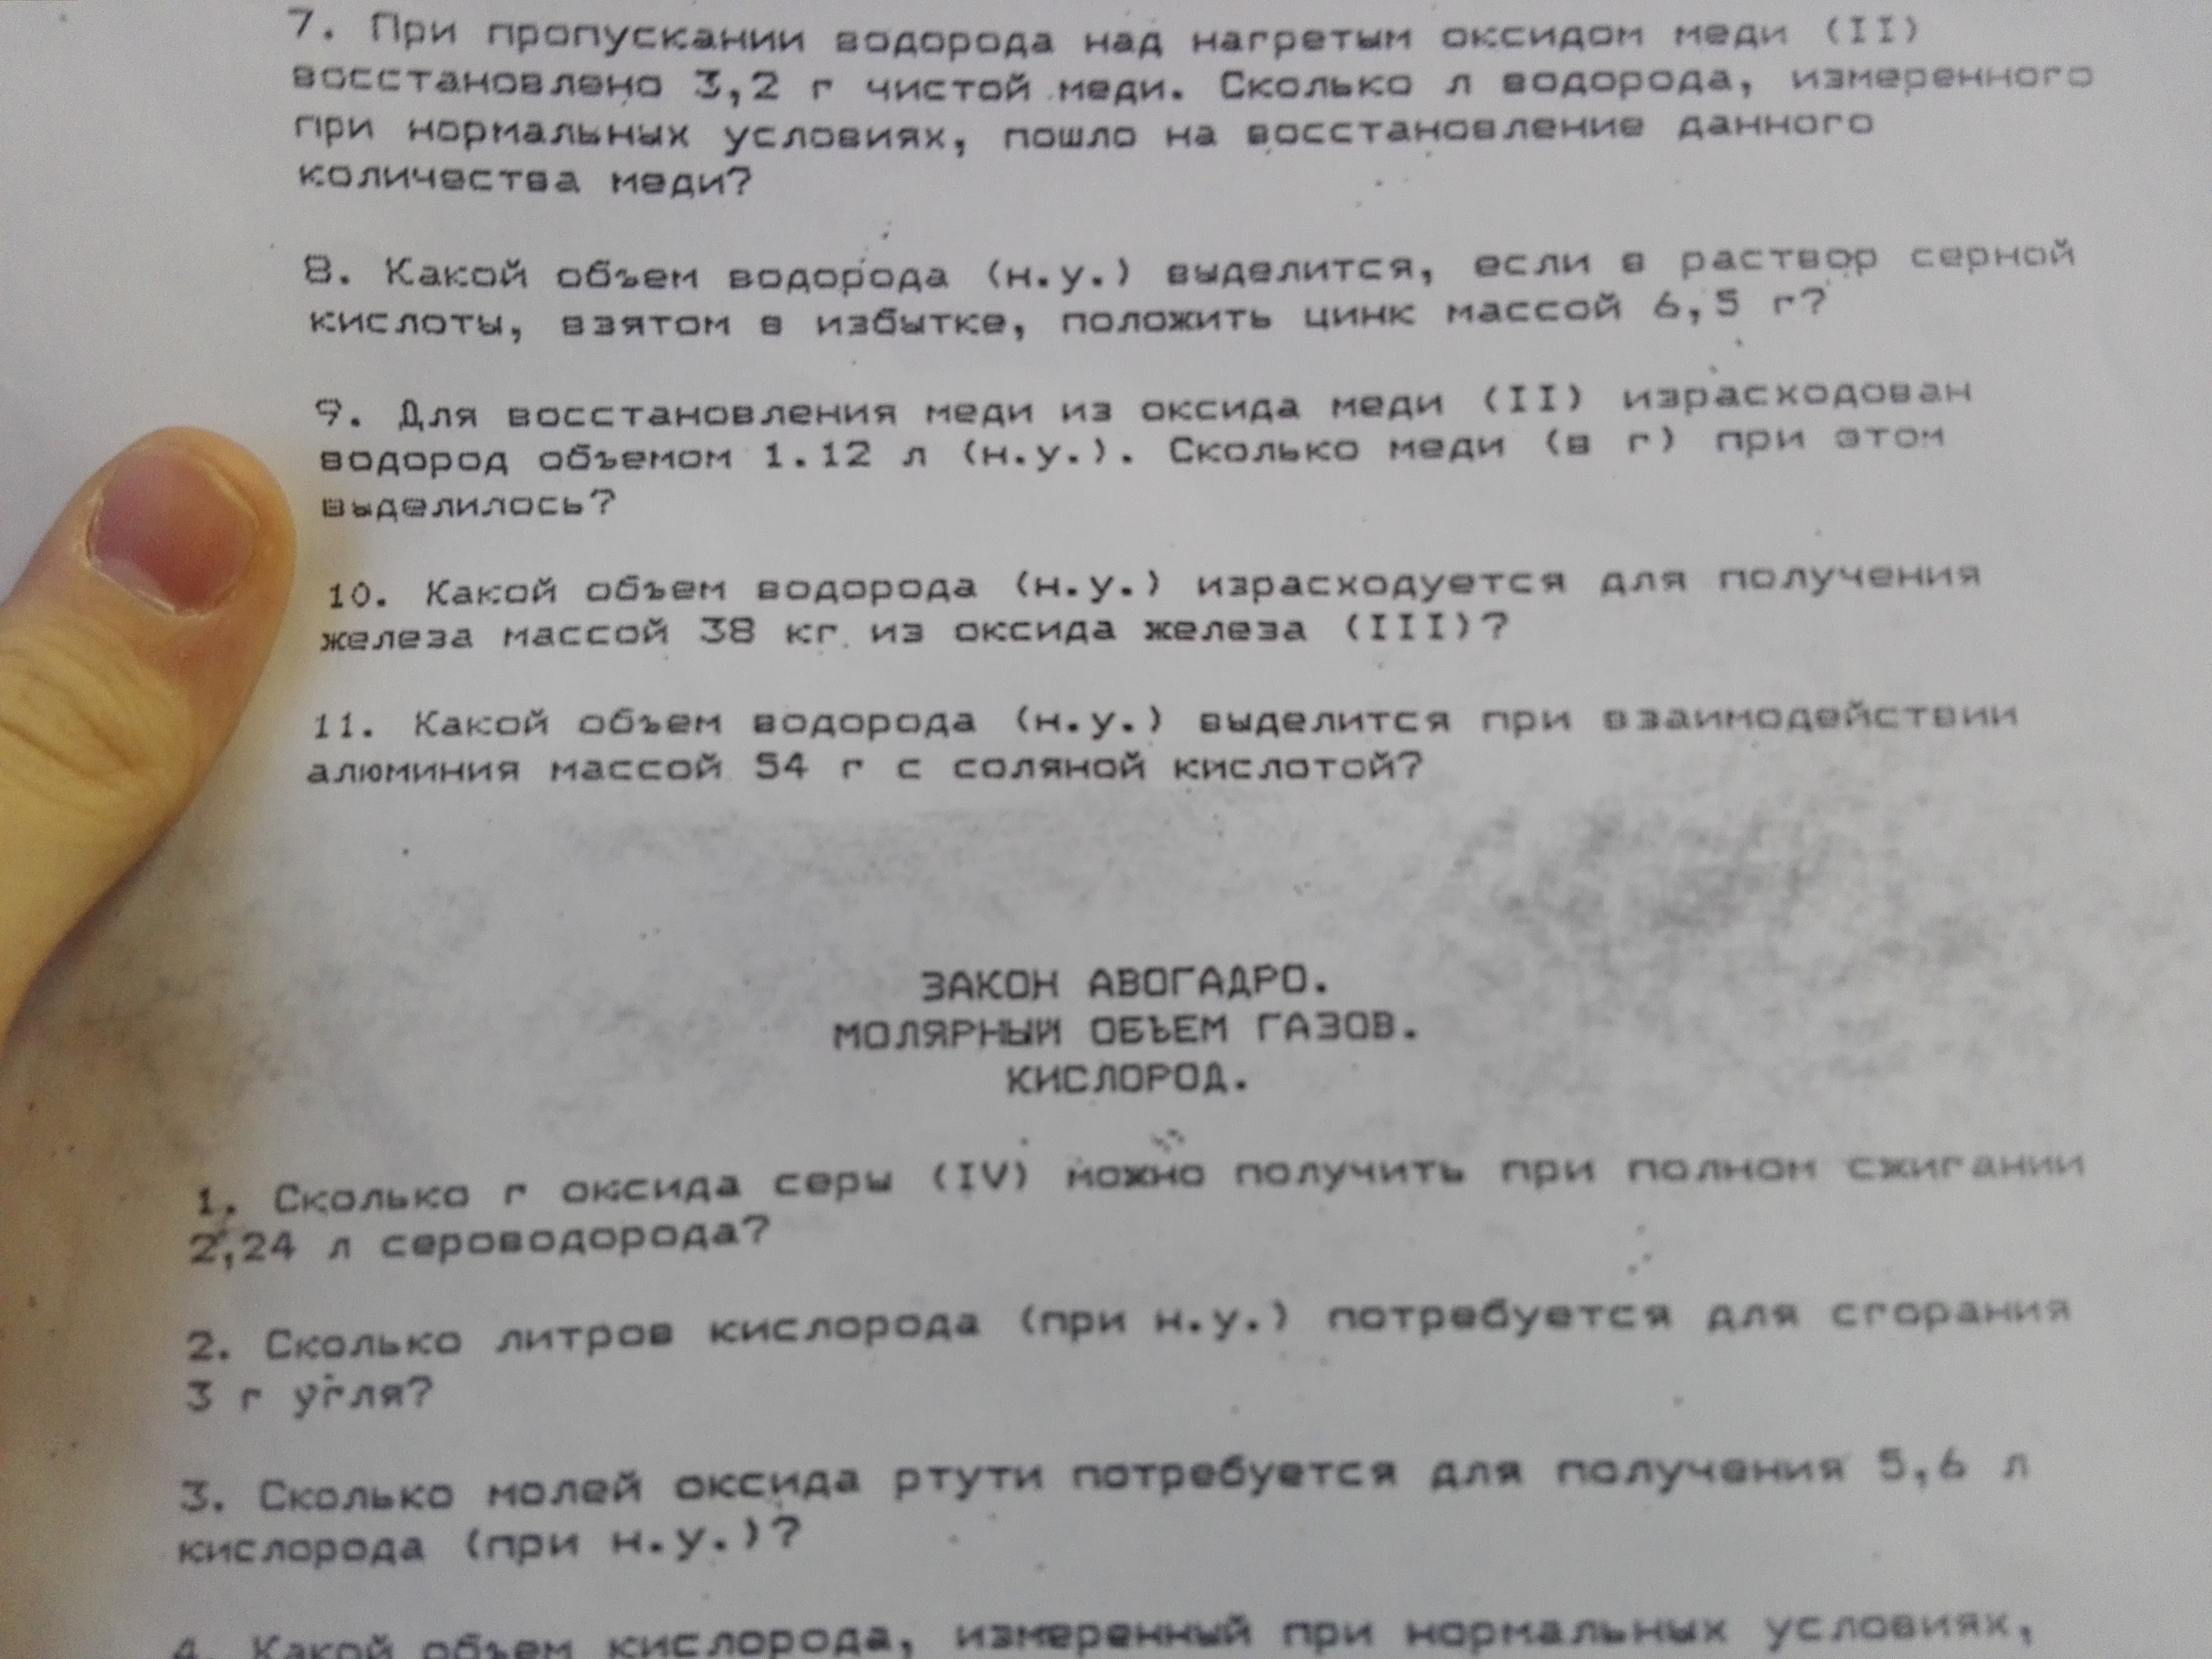 7. При пропускании водорода над нагретым оксидом меди (II)
восстановлено 3,2 г чистой меди. Сколько л водорода, измеренного
при нормальных условиях, пошло на восстановление данного
количества меди?
8. Какой объем водорода (н.у.) выделится, если в раствор серной
кислоты, взятом в избытке, положить цинк массой 6,5 г?
9. Для восстановления меди из оксида меди (II) израсходован
водород объемом 1.12 л (н.у.). Сколько меди (в г) при этом
выделилось?
10. Какой объем водорода (н.у.) израсходуется для получения
железа массой 38 кг из оксида железа (III)?
11. Какой объем водорода (н.у.) выделится при взаимодействии
алюминия массой 54 г с соляной кислотой?
ЗАКОН АВОГАДРО.
МОЛЯРНЫЙ ОБЪЕМ ГАЗОВ.
КИСЛОРОД.
1. Сколько г оксида серы (IV) можно получить при полном сжигании
2,24 л сероводорода?
2. Сколько литров кислорода (при н.у.) потребуется для сгорания
3 г угля?
3. Сколько молей оксида ртути потребуется для получения 5,6 л
кислорода (при н.у.)?
4. Какой объем кислорода, измеренный при нормальных условиях,